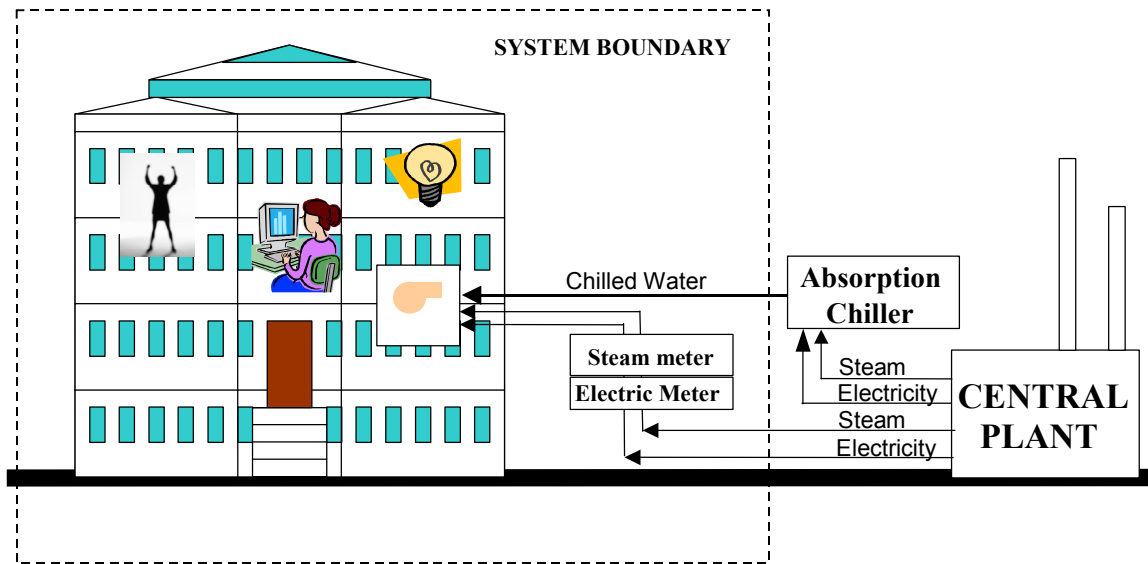 SYSTEM BOUNDARY
Chilled Water
Absorption
Chiller
Steam meter
Electric Meter
Steam
Electricity
Steam
Electricity
CENTRAL
PLANT